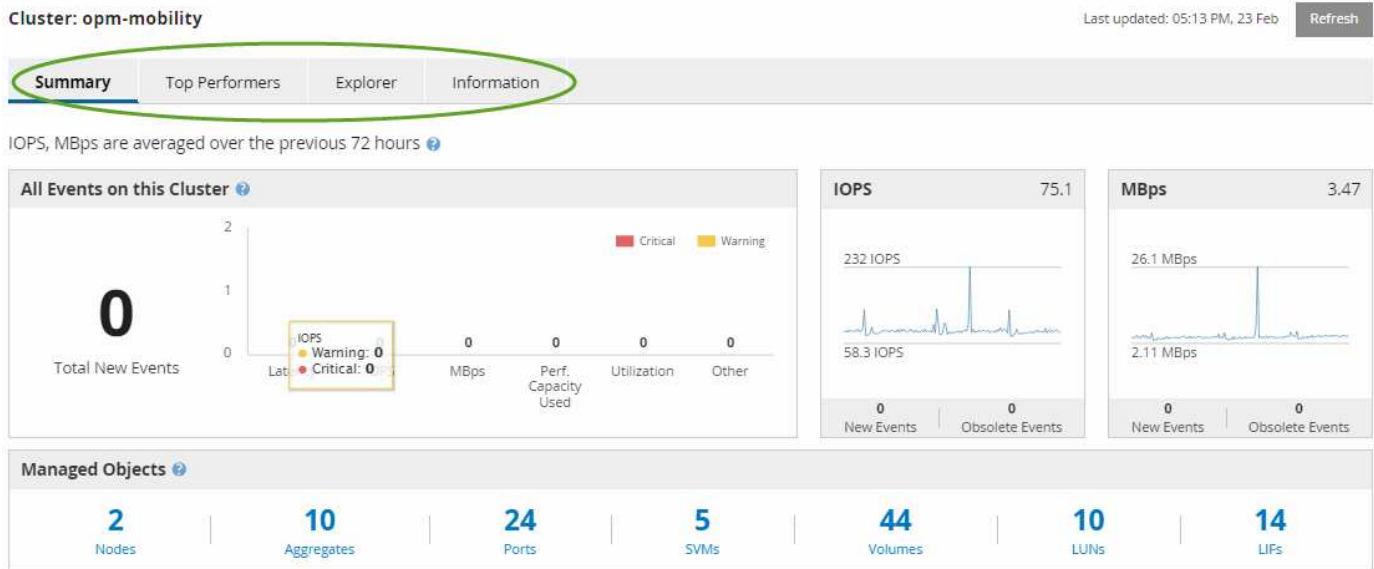 Cluster: opm-mobility
Last updated: 05:13 PM, 23 Feb Refresh
Summary Top Performers Explorer Information
IOPS, MBps are averaged over the previous 72 hours
All Events on this Cluster
2
Critical Warning
1
0
0
Total New Events
IOPS
Warning: 0
Critical: 0
0 0 0 0
MBps Perf. Utilization Other
Capacity
Used
IOPS 75.1
232 IOPS
58.3 IOPS
0 0
New Events Obsolete Events
MBps 3.47
26.1 MBps
2.11 MBps
0 0
New Events Obsolete Events
Managed Objects
2 10 24 5 44 10 14
Nodes Aggregates Ports SVMs Volumes LUNs LIFs